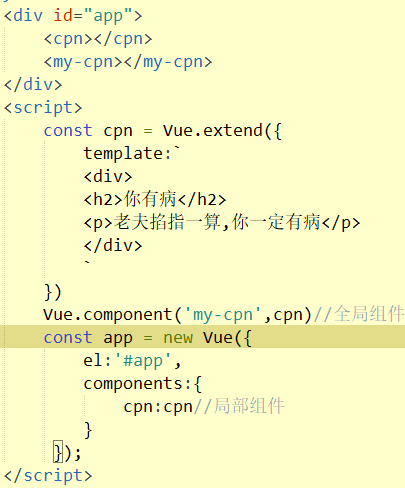 <div id="app">
    <cpn></cpn>
    <my-cpn></my-cpn>
</div>
<script>
    const cpn = Vue.extend({
        template:`
        <div>
        <h2>你有病</h2>
        <p>老夫掐指一算,你一定有病</p>
        </div>
        `
    })
    Vue.component('my-cpn',cpn)//全局组件
    const app = new Vue({
        el:'#app',
        components:{
            cpn:cpn//局部组件
        }
     });
</script>